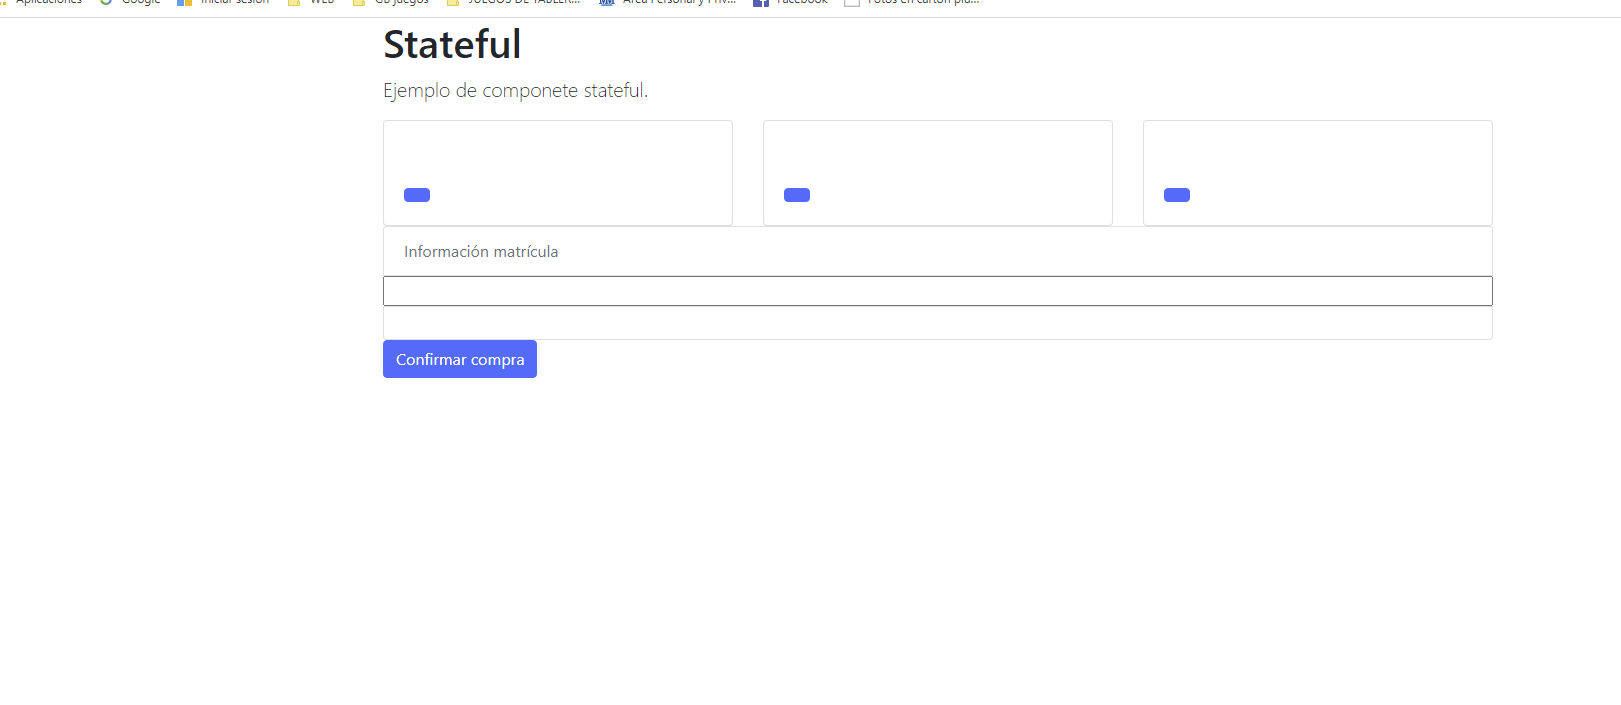 Aplicaciones Google Iniciar sesión WEB GB juegos JUEGOS DE TABLER... Área Personal y Priv... Facebook Fotos en cartón plu...
Stateful
Ejemplo de componete stateful.
Información matrícula
Confirmar compra